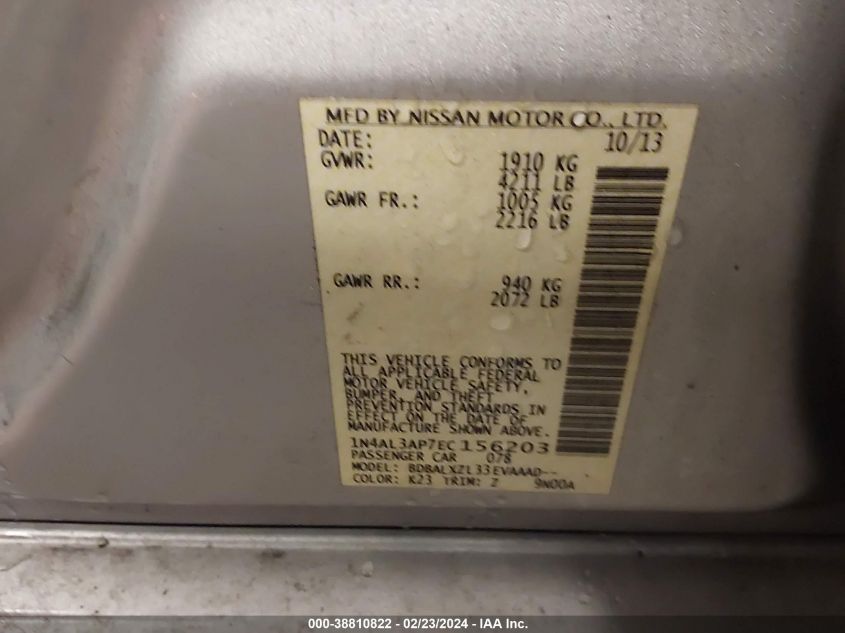 MFD BY NISSAN MOTOR CO., LTD.
DATE: 10/13
GVWR: 1910 KG
4211 LB
GAWR FR.: 1005 KG
2216 LB
GAWR RR.: 940 KG
2072 LB
THIS VEHICLE CONFORMS TO
ALL APPLICABLE FEDERAL
MOTOR VEHICLE SAFETY,
BUMPER, AND THEFT
PREVENTION STANDARDS IN
EFFECT ON THE DATE OF
MANUFACTURE SHOWN ABOVE.
1N4AL3AP7EC156203
PASSENGER CAR 078
MODEL: BDBALXZL33EVAAAD--
COLOR: K23 TRIM: Z 9N00A
000-38810822 - 02/23/2024 - IAA Inc.